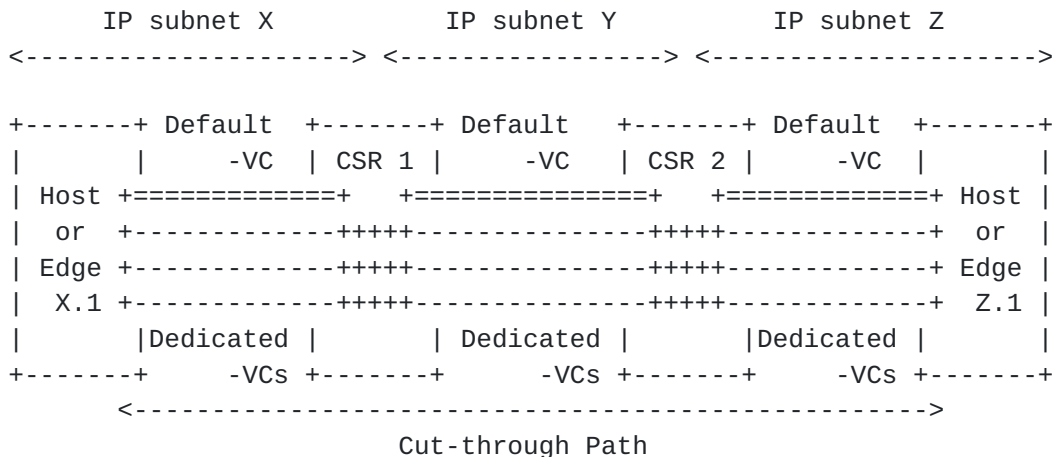 IP subnet X IP subnet Y IP subnet Z
<----------------------> <------------------> <---------------------->
+-------+ Default +-------+ Default +-------+ Default +-------+
| | -VC | CSR 1 | -VC | CSR 2 | -VC | |
| Host +=============+ +===============+ +=============+ Host |
| or +-------------+++++---------------+++++-------------+ or |
| Edge +-------------+++++---------------+++++-------------+ Edge |
| X.1 +-------------+++++---------------+++++-------------+ Z.1 |
| |Dedicated | | Dedicated | |Dedicated | |
+-------+ -VCs +-------+ -VCs +-------+ -VCs +-------+
<--------------------------------------------------->
Cut-through Path